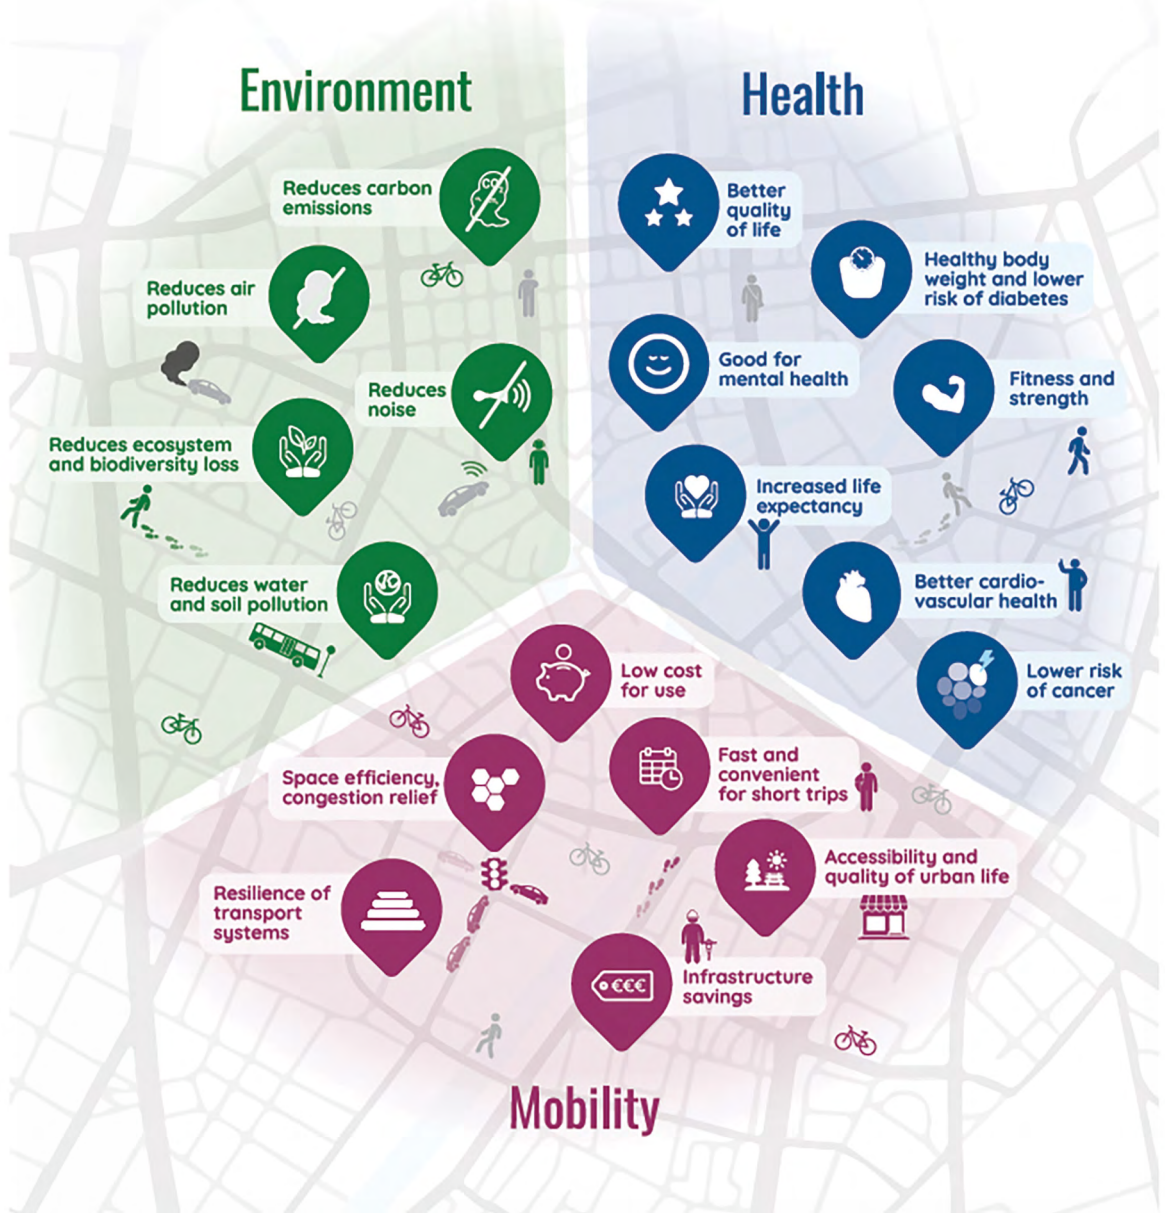 Environment
Reduces carbon
emissions
CO2
Reduces air
pollution
Reduces
noise
Reduces ecosystem
and biodiversity loss
Reduces water
and soil pollution
Health
Better
quality
of life
Healthy body
weight and lower
risk of diabetes
Good for
mental health
Fitness and
strength
Increased life
expectancy
Better cardio-
vascular health
Lower risk
of cancer
Low cost
for use
Fast and
convenient
for short trips
Space efficiency,
congestion relief
Accessibility and
quality of urban life
Resilience of
transport
systems
€€€
Infrastructure
savings
Mobility